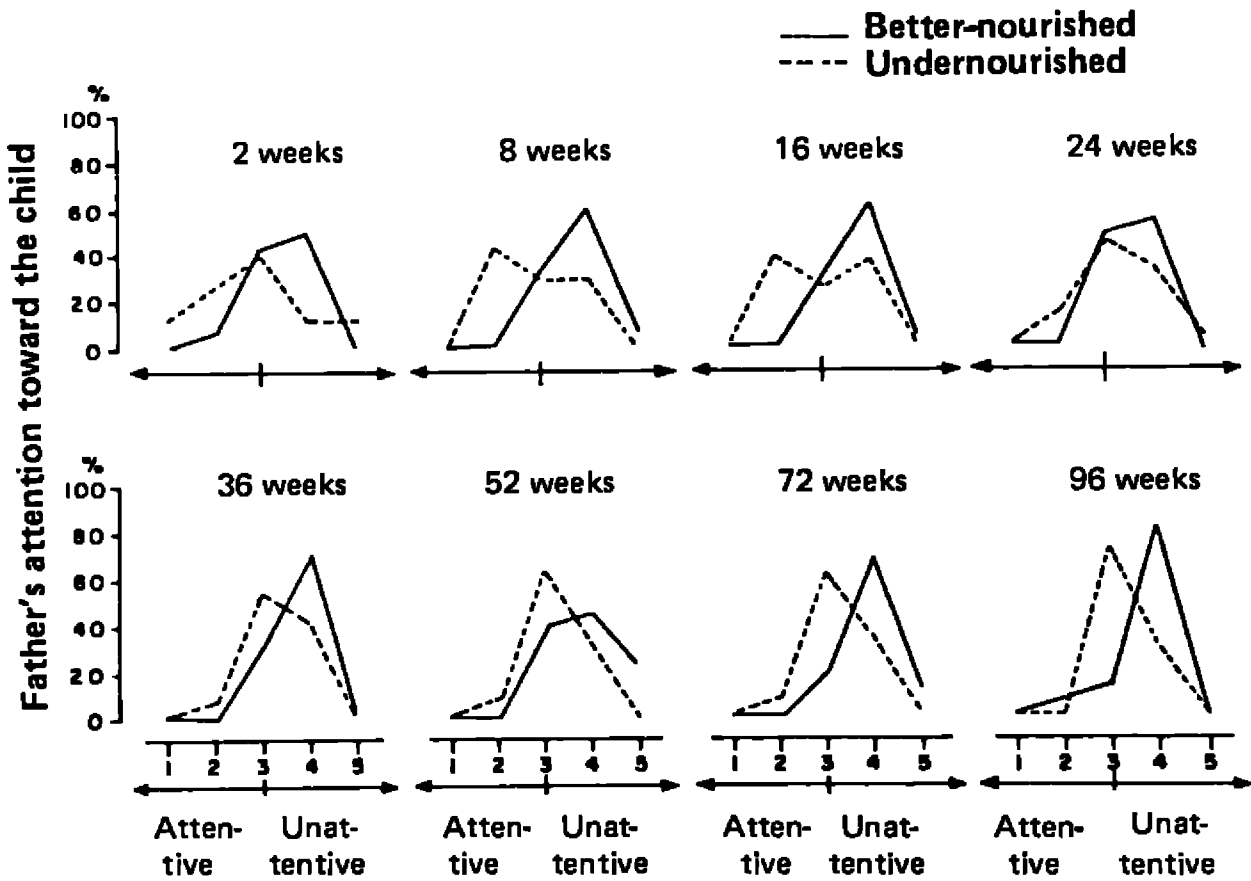 Better-nourished
Undernourished
Father's attention toward the child
%
100
80
60
40
20
0
2 weeks
8 weeks
16 weeks
24 weeks
%
100
80
60
40
20
0
36 weeks
52 weeks
72 weeks
96 weeks
1 2 3 4 5
1 2 3 4 5
1 2 3 4 5
1 2 3 4 5
Atten- Unat-
tive tentive
Atten- Unat-
tive tentive
Atten- Unat-
tive tentive
Atten- Unat-
tive tentive